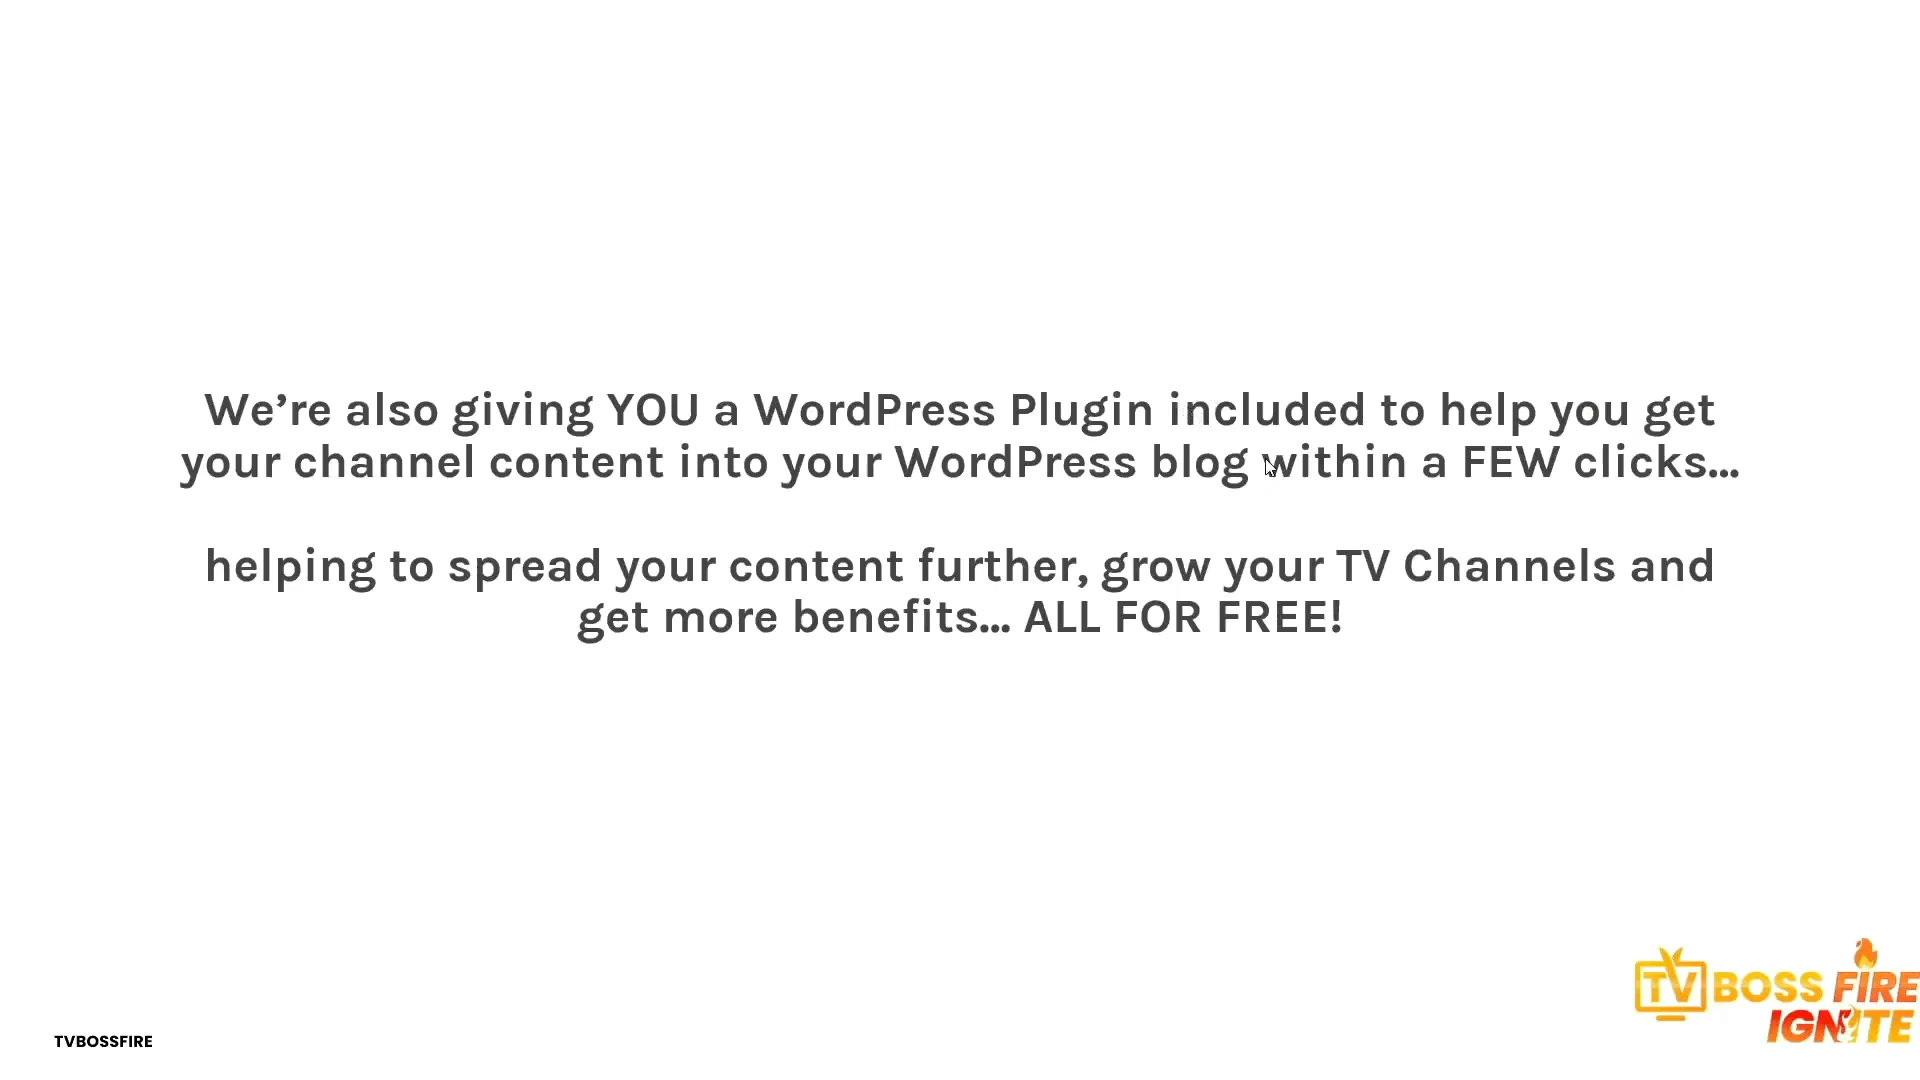 We’re also giving YOU a WordPress Plugin included to help you get
your channel content into your WordPress blog within a FEW clicks...
helping to spread your content further, grow your TV Channels and
get more benefits... ALL FOR FREE!
TV BOSS FIRE
IGNITE
TVBOSSFIRE